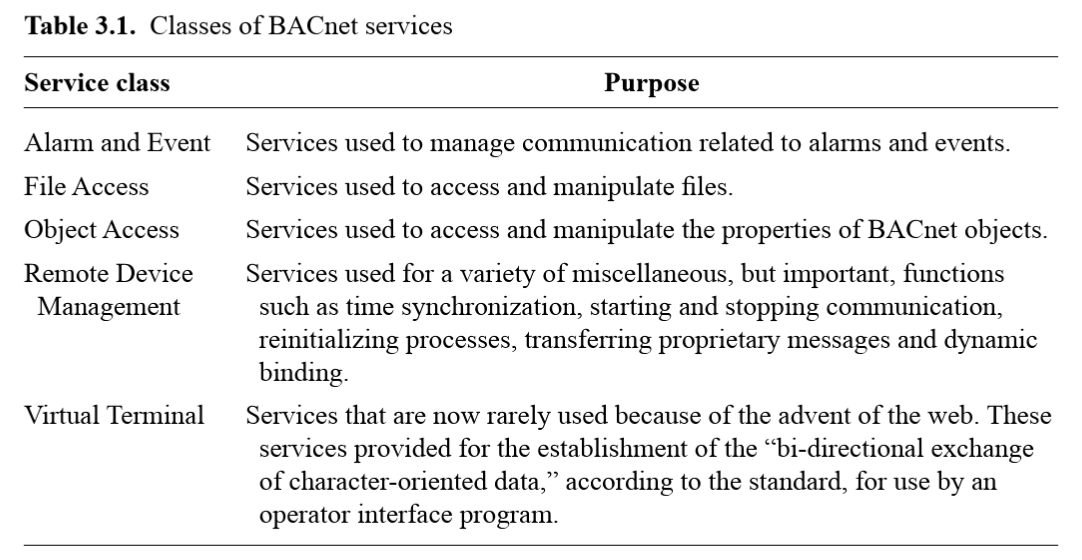 Table 3.1. Classes of BACnet services
Service class Purpose
Alarm and Event Services used to manage communication related to alarms and events.
File Access Services used to access and manipulate files.
Object Access Services used to access and manipulate the properties of BACnet objects.
Remote Device Services used for a variety of miscellaneous, but important, functions
Management such as time synchronization, starting and stopping communication,
reinitializing processes, transferring proprietary messages and dynamic
binding.
Virtual Terminal Services that are now rarely used because of the advent of the web. These
services provided for the establishment of the “bi-directional exchange
of character-oriented data,” according to the standard, for use by an
operator interface program.